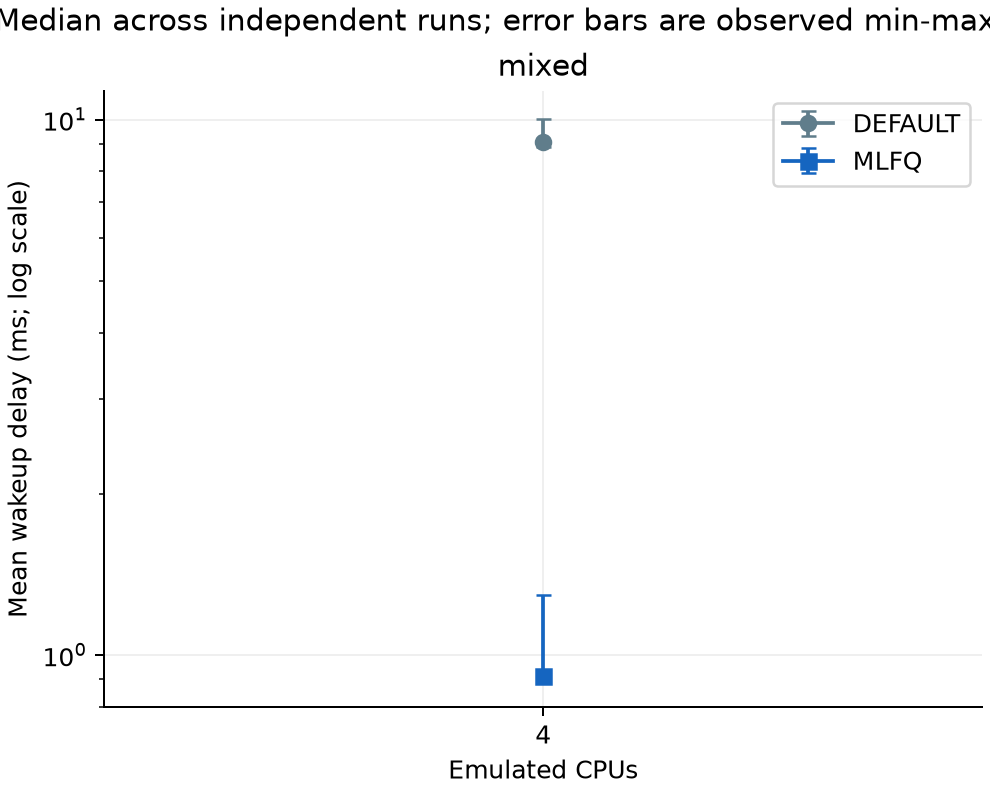 Median across independent runs; error bars are observed min-max
mixed
DEFAULT
MLFQ
Mean wakeup delay (ms; log scale)
10¹
10⁰
4
Emulated CPUs